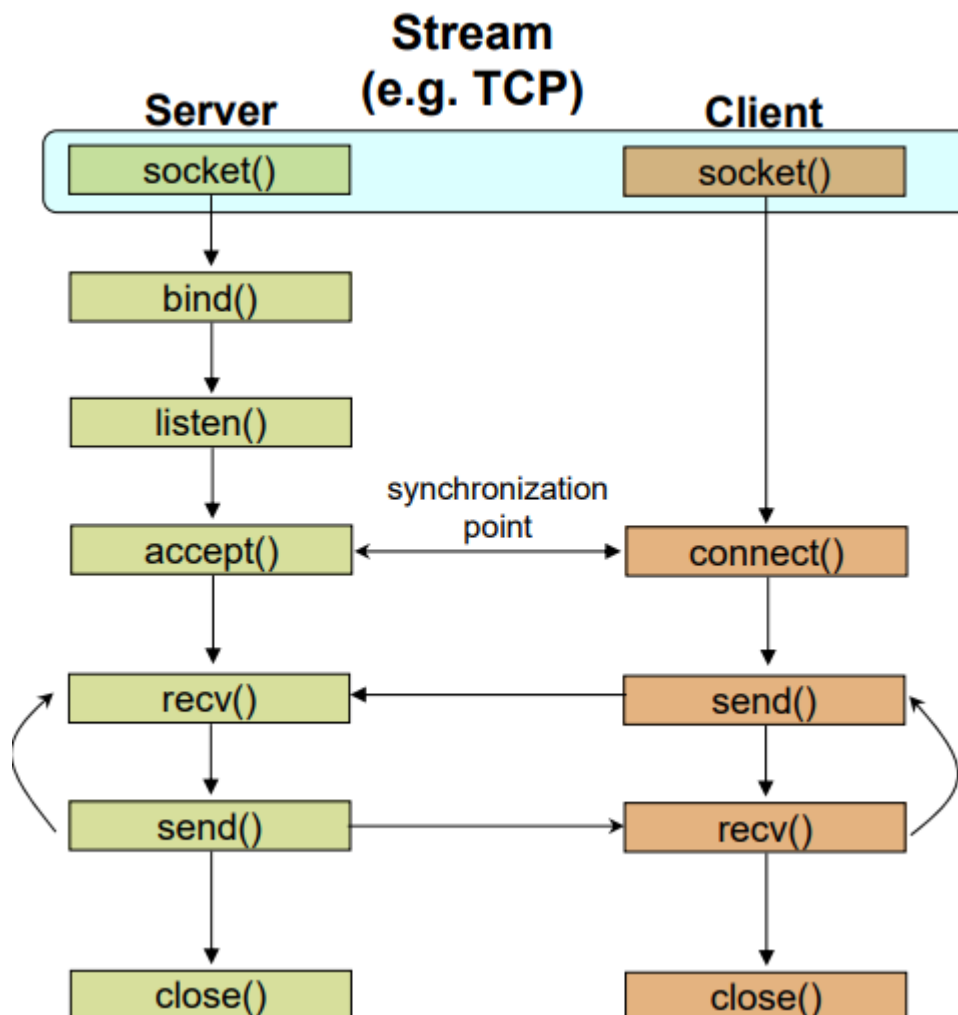 Stream
(e.g. TCP)
Server
Client
socket()
socket()
bind()
listen()
synchronization
point
accept()
connect()
recv()
send()
send()
recv()
close()
close()